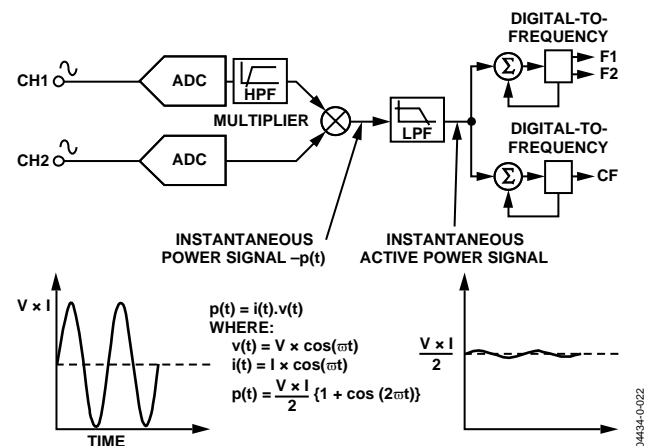 DIGITAL-TO-
FREQUENCY
CH1
ADC
HPF
Σ
F1
F2
MULTIPLIER
LPF
CH2
ADC
DIGITAL-TO-
FREQUENCY
Σ
CF
INSTANTANEOUS
POWER SIGNAL –p(t)
INSTANTANEOUS
ACTIVE POWER SIGNAL
V × I
p(t) = i(t).v(t)
WHERE:
v(t) = V × cos(ϖt)
i(t) = I × cos(ϖt)
p(t) = V × I / 2 {1 + cos (2ϖt)}
TIME
V × I
2
04434-0-022